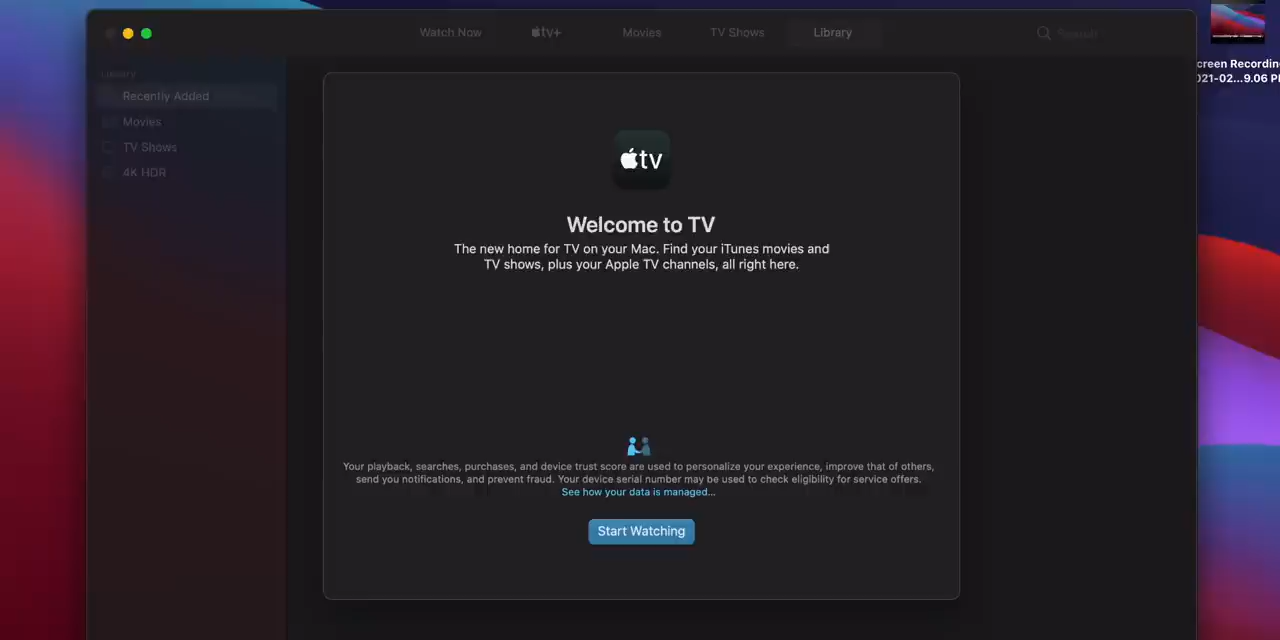 Watch Now
tv+
Movies
TV Shows
Library
Search
creen Recording
021-02...9.06 P
Library
Recently Added
Movies
TV Shows
4K HDR
tv
Welcome to TV
The new home for TV on your Mac. Find your iTunes movies and
TV shows, plus your Apple TV channels, all right here.
Your playback, searches, purchases, and device trust score are used to personalize your experience, improve that of others,
send you notifications, and prevent fraud. Your device serial number may be used to check eligibility for service offers.
See how your data is managed...
Start Watching